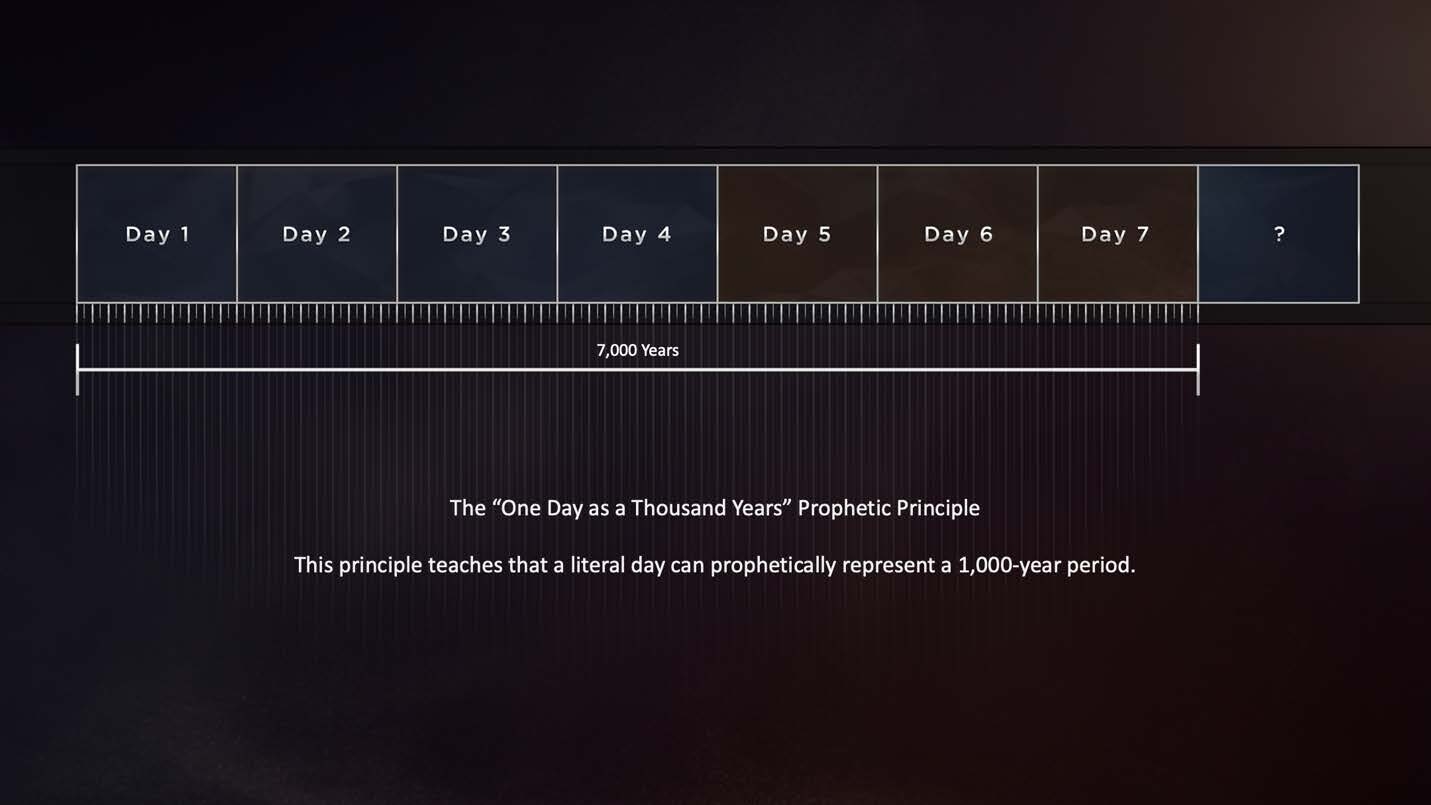 Day 1 Day 2 Day 3 Day 4 Day 5 Day 6 Day 7 ?
7,000 Years
The “One Day as a Thousand Years” Prophetic Principle
This principle teaches that a literal day can prophetically represent a 1,000-year period.